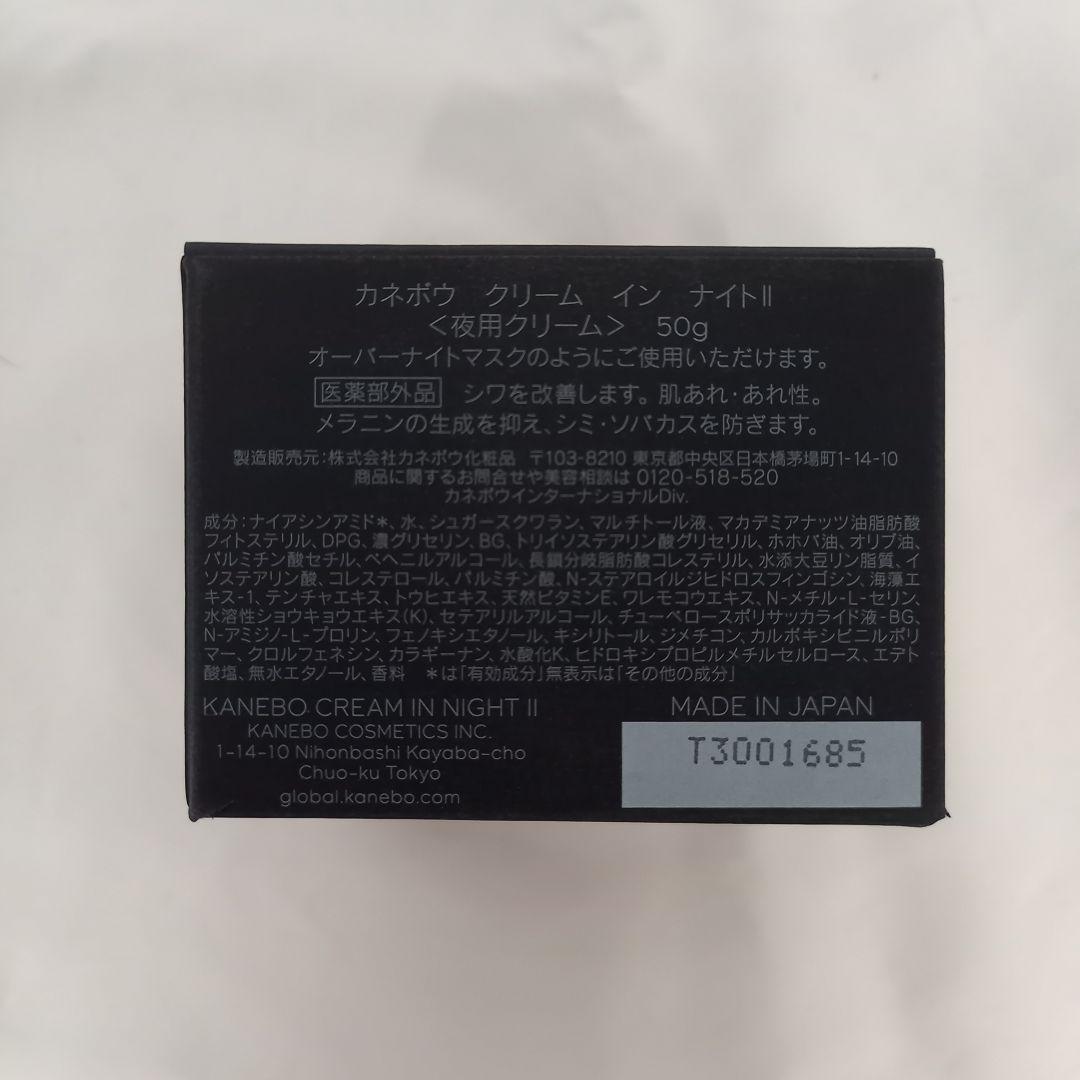 カネボウ クリーム イン ナイトII
＜夜用クリーム＞ 50g
オーバーナイトマスクのようにご使用いただけます。
医薬部外品 シワを改善します。肌あれ・あれ性。
メラニンの生成を抑え、シミ・ソバカスを防ぎます。
製造販売元:株式会社カネボウ化粧品 〒103-8210 東京都中央区日本橋茅場町1-14-10
商品に関するお問合せや美容相談は 0120-518-520
カネボウインターナショナルDiv.
成分:ナイアシンアミド*、水、シュガースクワラン、マルチトール液、マカデミアナッツ油脂肪酸
フィトステリル、DPG、濃グリセリン、BG、トリイソステアリン酸グリセリル、ホホバ油、オリブ油、
パルミチン酸セチル、ベヘニルアルコール、長鎖分岐脂肪酸コレステリル、水添大豆リン脂質、イ
ソステアリン酸、コレステロール、パルミチン酸、N-ステアロイルジヒドロスフィンゴシン、海藻エ
キス-1、テンチャエキス、トウヒエキス、天然ビタミンE、ワレモコウエキス、N-メチル-L-セリン、
水溶性ショウキョウエキス(K)、セテアリルアルコール、チューベローズポリサッカライド液-BG、
N-アミジノ-L-プロリン、フェノキシエタノール、キシリトール、ジメチコン、カルボキシビニルポリ
マー、クロルフェネシン、カラギーナン、水酸化K、ヒドロキシプロピルメチルセルロース、エデト
酸塩、無水エタノール、香料 *は「有効成分」無表示は「その他の成分」
KANEBO CREAM IN NIGHT II
KANEBO COSMETICS INC.
1-14-10 Nihonbashi Kayaba-cho
Chuo-ku Tokyo
global.kanebo.com
MADE IN JAPAN
T3001685